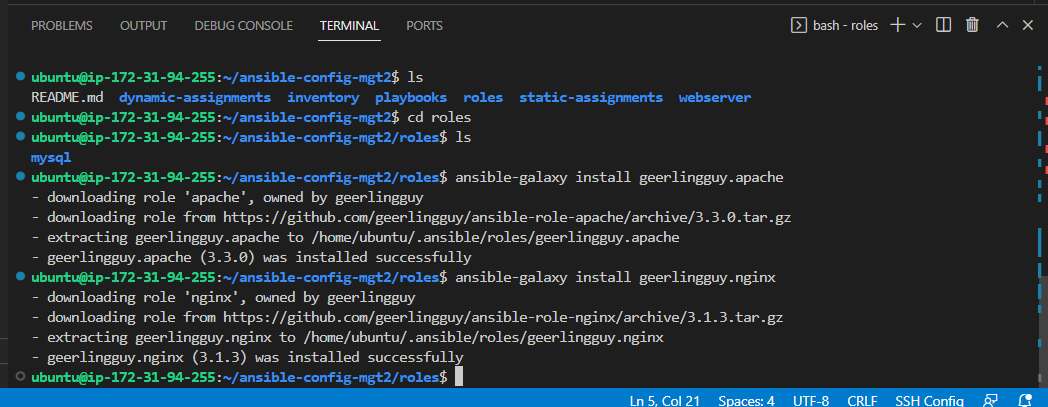 PROBLEMS OUTPUT DEBUG CONSOLE TERMINAL PORTS bash - roles
ubuntu@ip-172-31-94-255:~/ansible-config-mgt2$ ls
README.md dynamic-assignments inventory playbooks roles static-assignments webserver
ubuntu@ip-172-31-94-255:~/ansible-config-mgt2$ cd roles
ubuntu@ip-172-31-94-255:~/ansible-config-mgt2/roles$ ls
mysql
ubuntu@ip-172-31-94-255:~/ansible-config-mgt2/roles$ ansible-galaxy install geerlingguy.apache
- downloading role 'apache', owned by geerlingguy
- downloading role from https://github.com/geerlingguy/ansible-role-apache/archive/3.3.0.tar.gz
- extracting geerlingguy.apache to /home/ubuntu/.ansible/roles/geerlingguy.apache
- geerlingguy.apache (3.3.0) was installed successfully
ubuntu@ip-172-31-94-255:~/ansible-config-mgt2/roles$ ansible-galaxy install geerlingguy.nginx
- downloading role 'nginx', owned by geerlingguy
- downloading role from https://github.com/geerlingguy/ansible-role-nginx/archive/3.1.3.tar.gz
- extracting geerlingguy.nginx to /home/ubuntu/.ansible/roles/geerlingguy.nginx
- geerlingguy.nginx (3.1.3) was installed successfully
ubuntu@ip-172-31-94-255:~/ansible-config-mgt2/roles$
Ln 5, Col 21 Spaces: 4 UTF-8 CRLF SSH Config